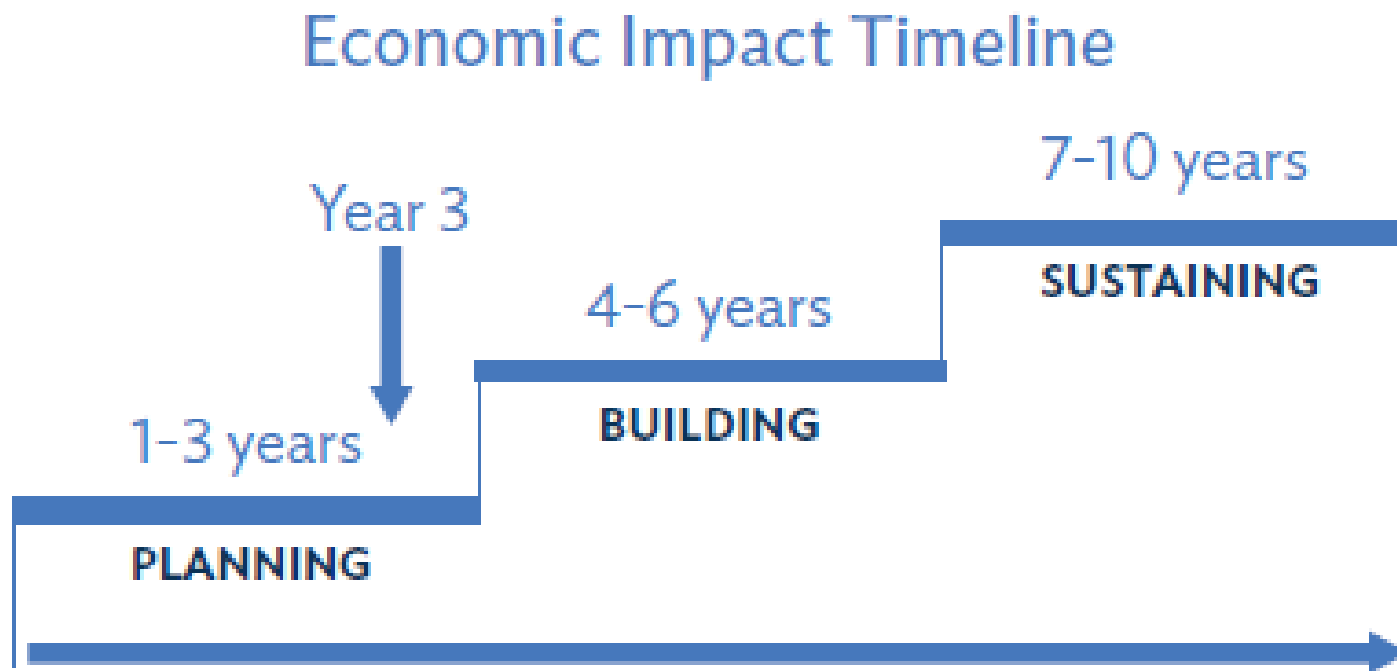 Economic Impact Timeline
7–10 years
Year 3
SUSTAINING
4–6 years
BUILDING
1–3 years
PLANNING